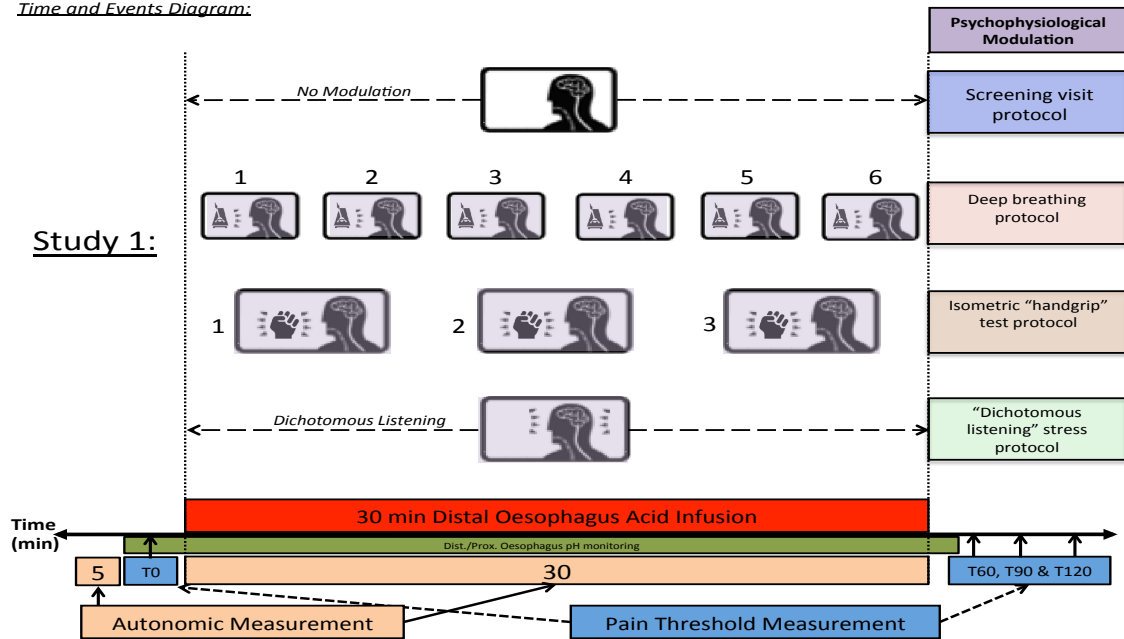 Time and Events Diagram:
Psychophysiological
Modulation
No Modulation
Screening visit
protocol
1 2 3 4 5 6
Deep breathing
protocol
Study 1:
1 2 3
Isometric “handgrip”
test protocol
Dichotomous Listening
“Dichotomous
listening” stress
protocol
30 min Distal Oesophagus Acid Infusion
Time
(min)
Dist./Prox. Oesophagus pH monitoring
5 T0 30 T60, T90 & T120
Autonomic Measurement Pain Threshold Measurement